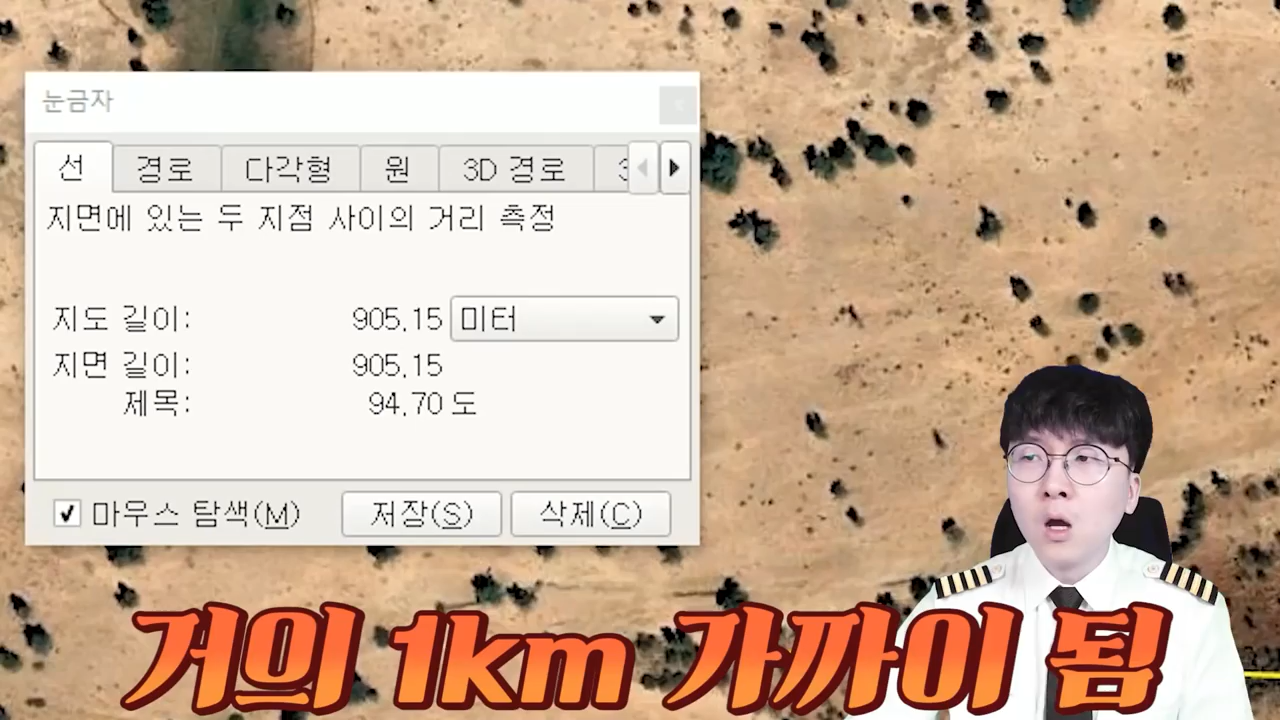 눈금자
선 경로 다각형 원 3D 경로
지면에 있는 두 지점 사이의 거리 측정
지도 길이: 905,15 미터
지면 길이: 905,15
제목: 94,70 도
마우스 탐색(M) 저장(S) 삭제(C)
거의 1km 가까이 됨